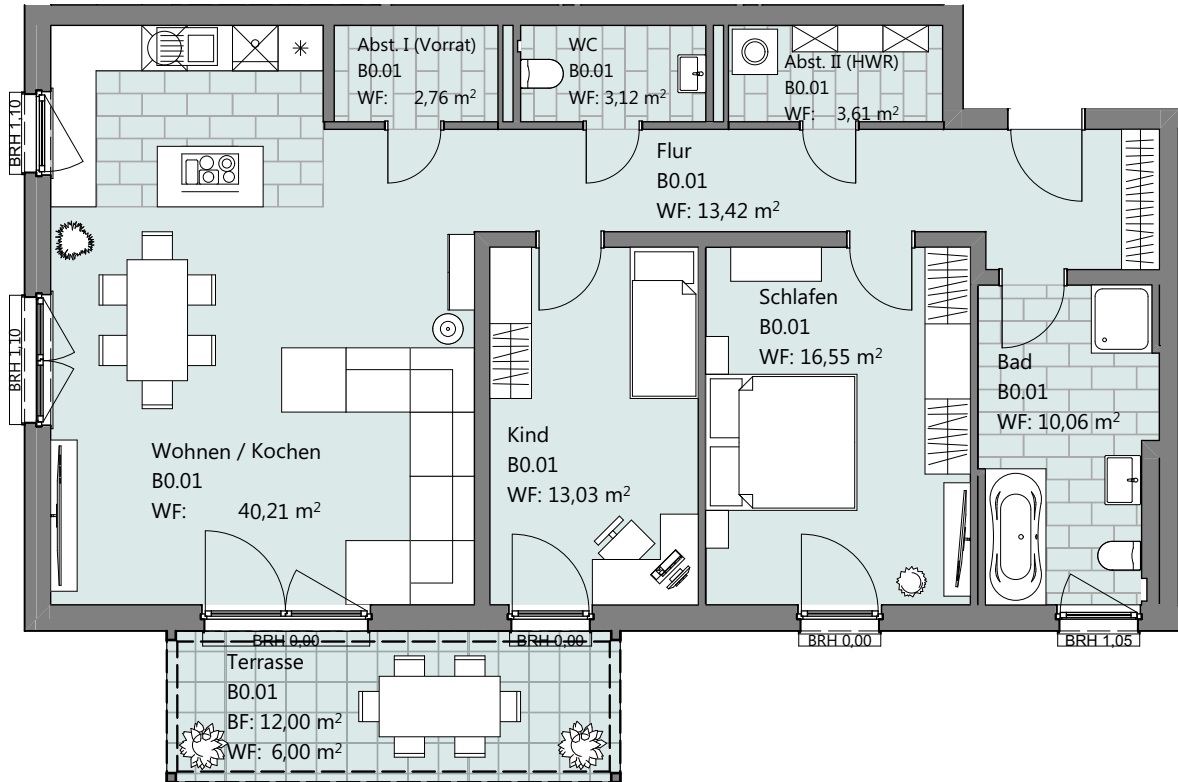 Abst. I (Vorrat)
B0.01
WF: 2,76 m²
WC
B0.01
WF: 3,12 m²
Abst. II (HWR)
B0.01
WF: 3,61 m²
BRH 1,10
Flur
B0.01
WF: 13,42 m²
BRH 1,10
Schlafen
B0.01
WF: 16,55 m²
Bad
B0.01
WF: 10,06 m²
Wohnen / Kochen
B0.01
WF: 40,21 m²
Kind
B0.01
WF: 13,03 m²
BRH 0,00
BRH 0,00
BRH 0,00
BRH 1,05
Terrasse
B0.01
BF: 12,00 m²
WF: 6,00 m²